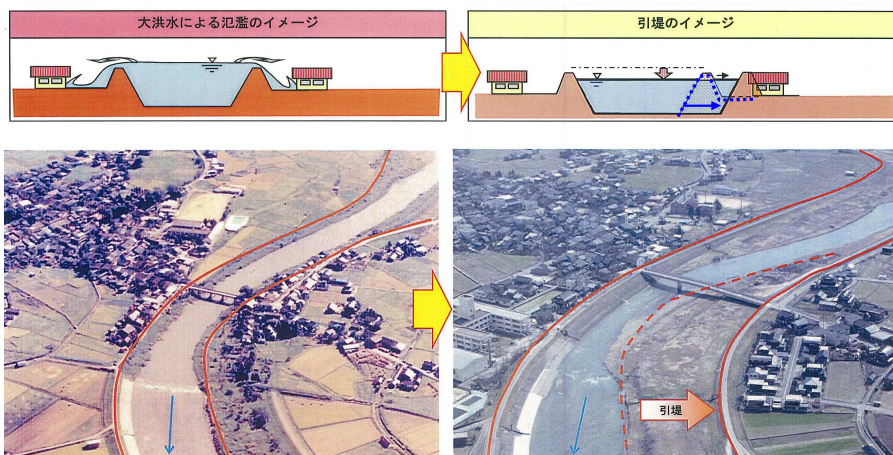 大洪水による氾濫のイメージ
引堤のイメージ
引堤